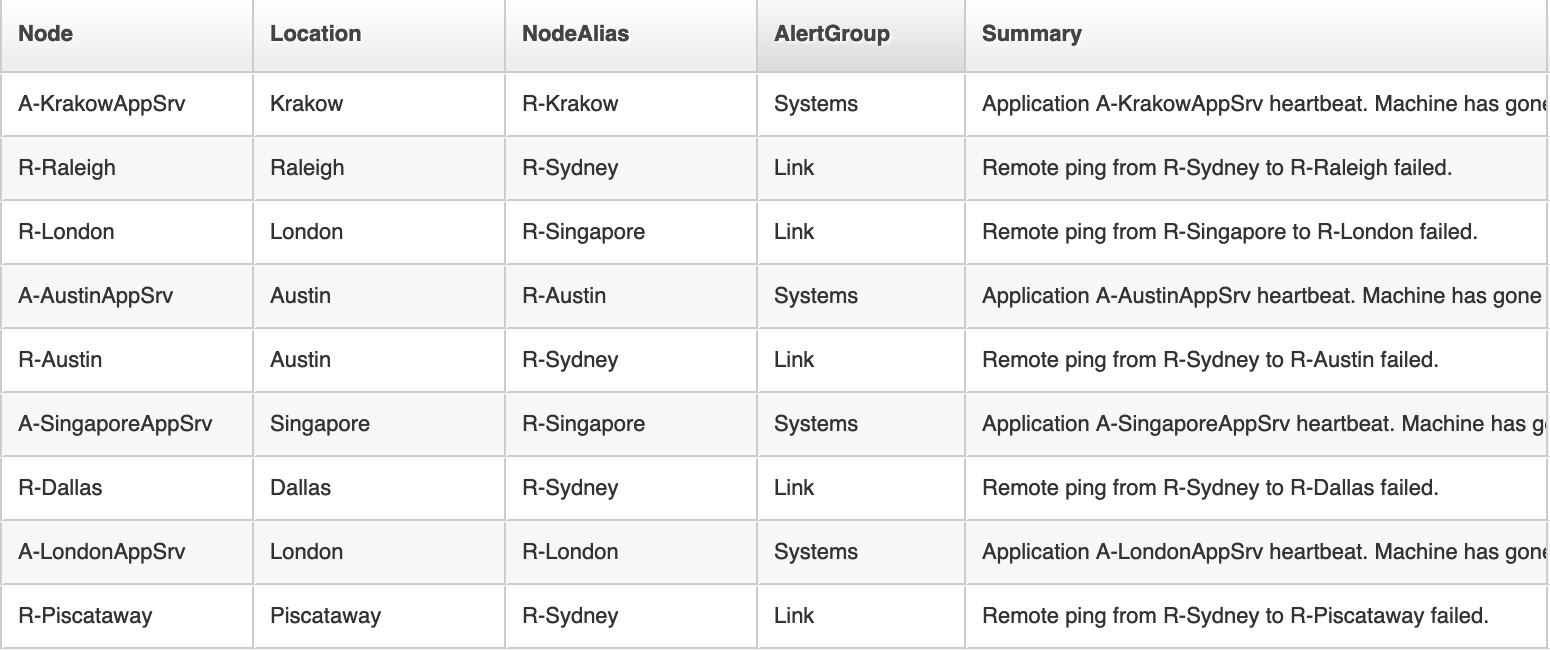 Node Location NodeAlias AlertGroup Summary
A-KrakowAppSrv Krakow R-Krakow Systems Application A-KrakowAppSrv heartbeat. Machine has gone
R-Raleigh Raleigh R-Sydney Link Remote ping from R-Sydney to R-Raleigh failed.
R-London London R-Singapore Link Remote ping from R-Singapore to R-London failed.
A-AustinAppSrv Austin R-Austin Systems Application A-AustinAppSrv heartbeat. Machine has gone
R-Austin Austin R-Sydney Link Remote ping from R-Sydney to R-Austin failed.
A-SingaporeAppSrv Singapore R-Singapore Systems Application A-SingaporeAppSrv heartbeat. Machine has
R-Dallas Dallas R-Sydney Link Remote ping from R-Sydney to R-Dallas failed.
A-LondonAppSrv London R-London Systems Application A-LondonAppSrv heartbeat. Machine has gone
R-Piscataway Piscataway R-Sydney Link Remote ping from R-Sydney to R-Piscataway failed.